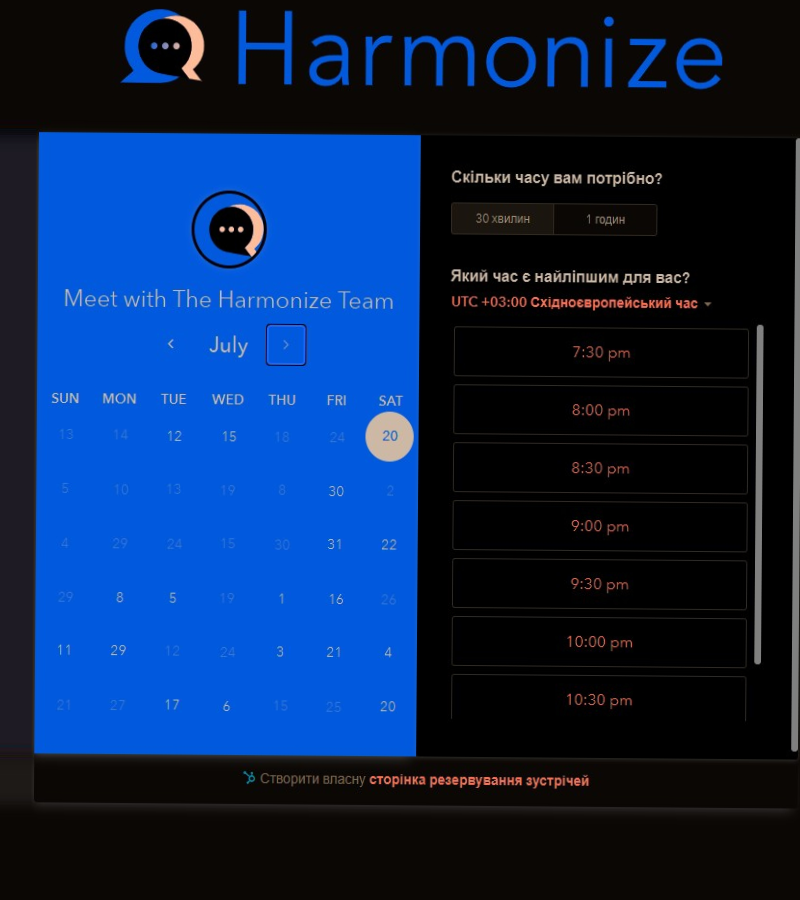 Harmonize
Meet with The Harmonize Team
July
SUN MON TUE WED THU FRI SAT
13 14 12 15 18 24 20
5 10 13 19 8 30 2
4 29 24 15 30 31 22
29 8 5 19 1 16 26
11 29 12 24 3 21 4
21 27 17 6 15 25 20
Скільки часу вам потрібно?
30 хвилин 1 годин
Який час є найліпшим для вас?
UTC +03:00 Східноєвропейський час
7:30 pm
8:00 pm
8:30 pm
9:00 pm
9:30 pm
10:00 pm
10:30 pm
Створити власну сторінка резервування зустрічей